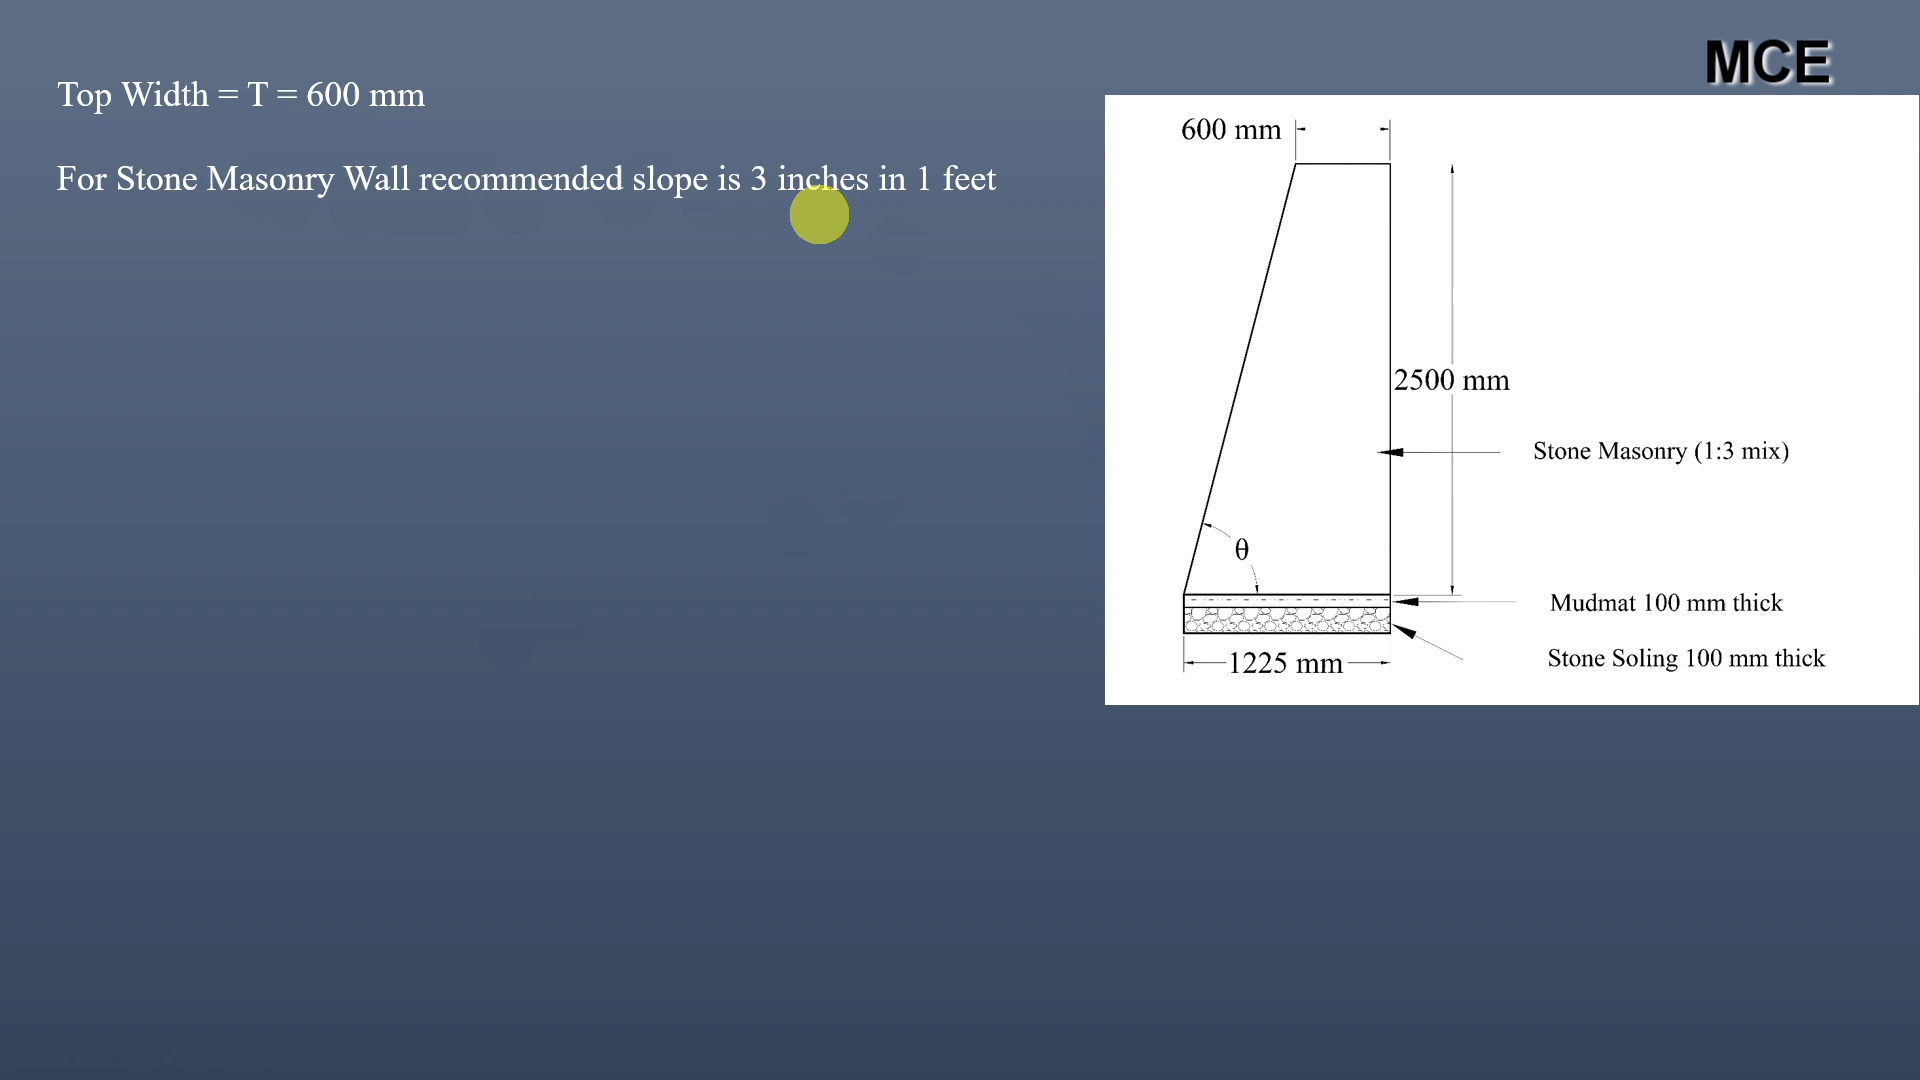 MCE
Top Width = T = 600 mm
For Stone Masonry Wall recommended slope is 3 inches in 1 feet
600 mm
2500 mm
Stone Masonry (1:3 mix)
θ
Mudmat 100 mm thick
Stone Soling 100 mm thick
1225 mm